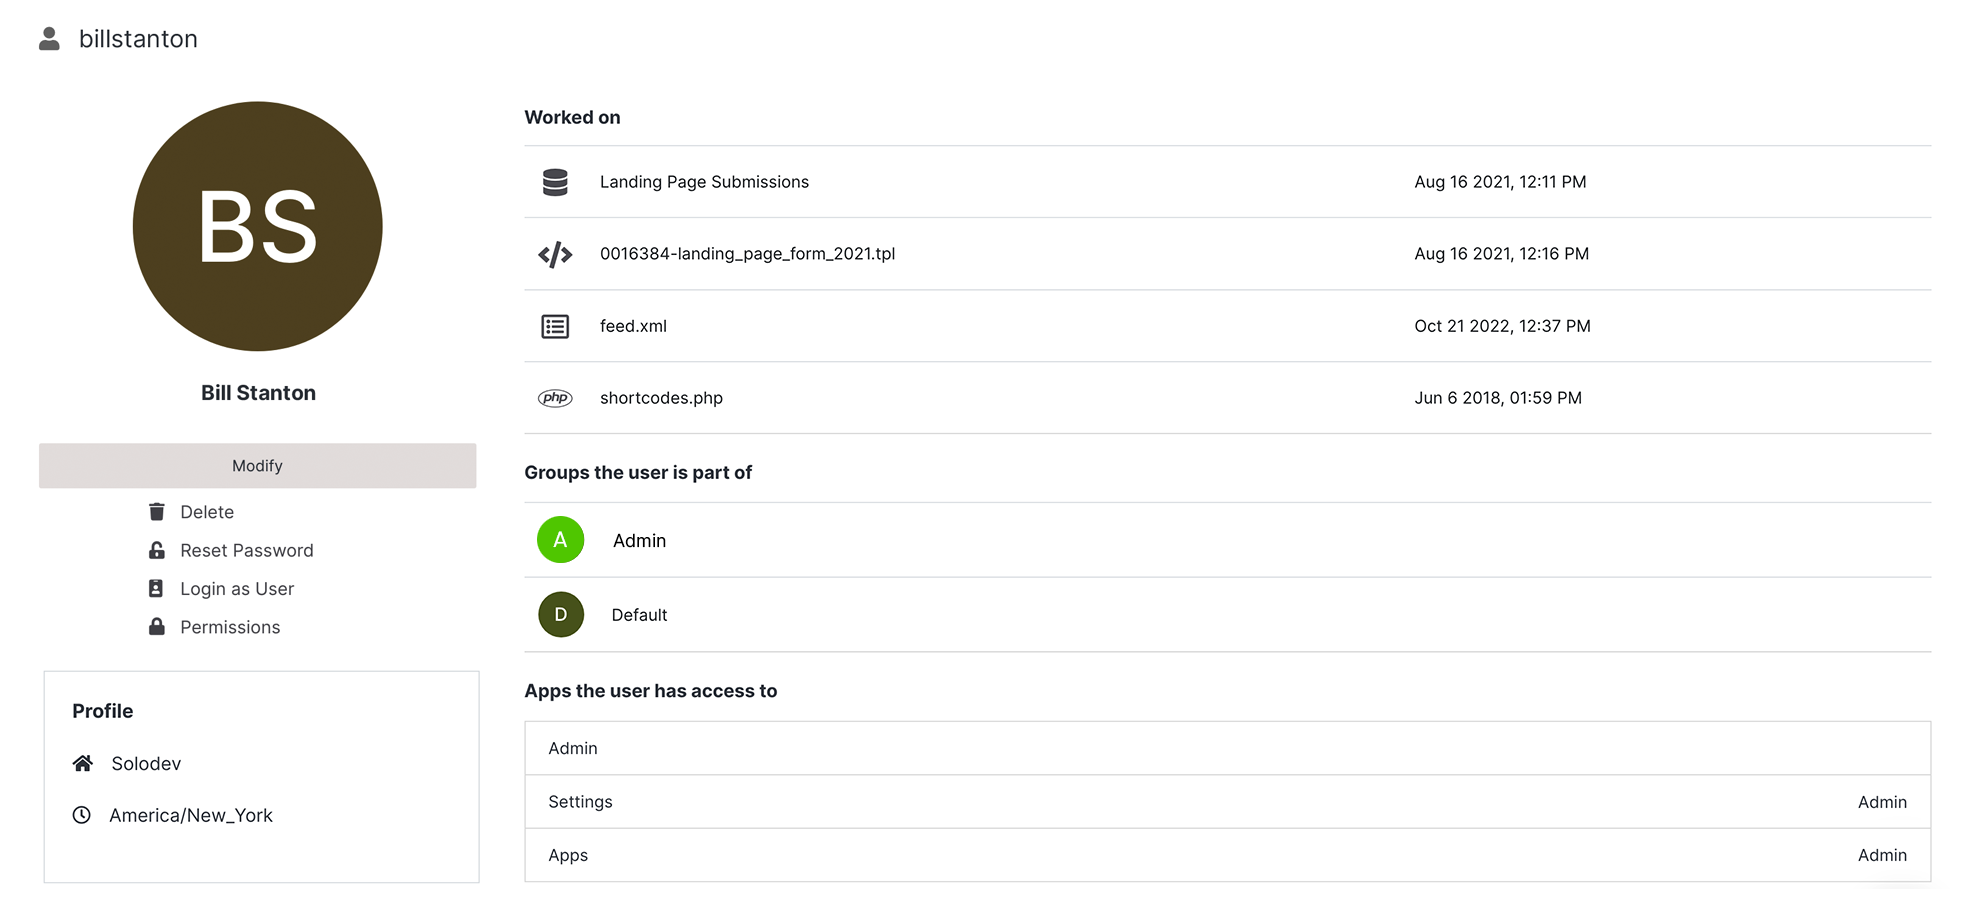 billstanton
BS
Bill Stanton
Modify
Delete
Reset Password
Login as User
Permissions
Profile
Solodev
America/New_York
Worked on
Landing Page Submissions Aug 16 2021, 12:11 PM
0016384-landing_page_form_2021.tpl Aug 16 2021, 12:16 PM
feed.xml Oct 21 2022, 12:37 PM
php shortcodes.php Jun 6 2018, 01:59 PM
Groups the user is part of
A Admin
D Default
Apps the user has access to
Admin
Settings Admin
Apps Admin